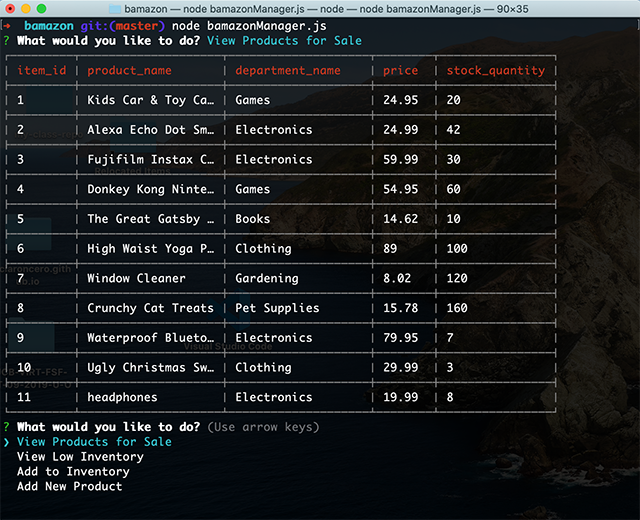 bamazon — node bamazonManager.js — node — node bamazonManager.js — 90×35
➜ bamazon git:(master) node bamazonManager.js
? What would you like to do? View Products for Sale
item_id product_name department_name price stock_quantity
1 Kids Car & Toy Ca… Games 24.95 20
2 Alexa Echo Dot Sm… Electronics 24.99 42
3 Fujifilm Instax C… Electronics 59.99 30
4 Donkey Kong Ninte… Games 54.95 60
5 The Great Gatsby … Books 14.62 10
6 High Waist Yoga P… Clothing 89 100
7 Window Cleaner Gardening 8.02 120
8 Crunchy Cat Treats Pet Supplies 15.78 160
9 Waterproof Blueto… Electronics 79.95 7
10 Ugly Christmas Sw… Clothing 29.99 3
11 headphones Electronics 19.99 8
? What would you like to do? (Use arrow keys)
❯ View Products for Sale
View Low Inventory
Add to Inventory
Add New Product
Relocated Items
Visual Studio Code